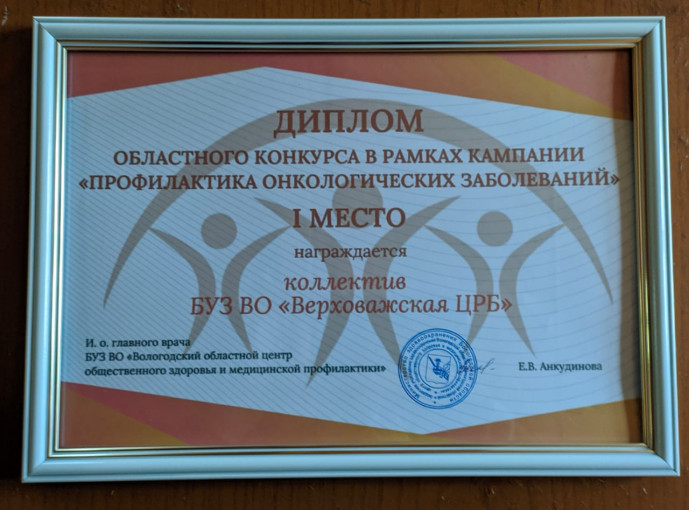 ДИПЛОМ
ОБЛАСТНОГО КОНКУРСА В РАМКАХ КАМПАНИИ
«ПРОФИЛАКТИКА ОНКОЛОГИЧЕСКИХ ЗАБОЛЕВАНИЙ»
I МЕСТО
награждается
коллектив
БУЗ ВО «Верховажская ЦРБ»
И. о. главного врача
БУЗ ВО «Вологодский областной центр
общественного здоровья и медицинской профилактики»
Е.В. Анкудинова